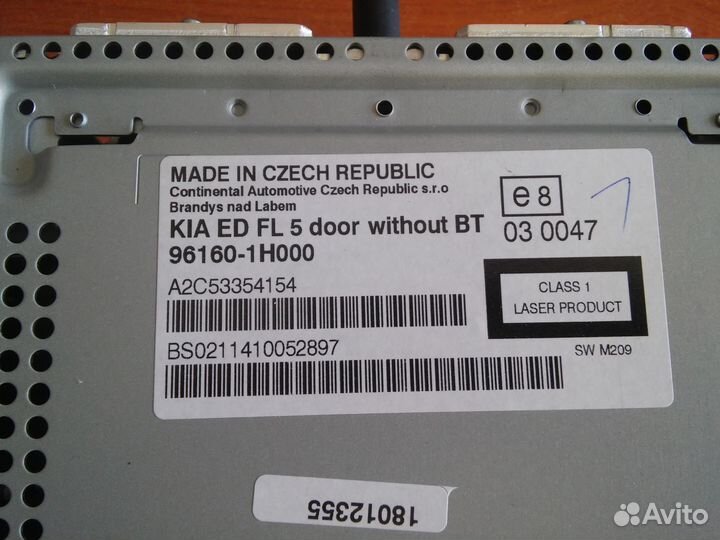 MADE IN CZECH REPUBLIC
Continental Automotive Czech Republic s.r.o
Brandys nad Labem
KIA ED FL 5 door without BT
96160-1H000
A2C53354154
BS0211410052897
e8
03 0047
1
CLASS 1
LASER PRODUCT
SW M209
18012355
Avito